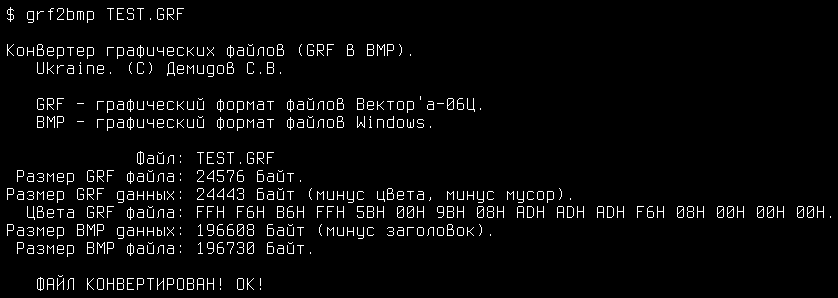 $ grf2bmp TEST.GRF
Конвертер графических файлов (GRF в BMP).
Ukraine. (C) Демидов С.В.
GRF - графический формат файлов Вектор'а-06Ц.
BMP - графический формат файлов Windows.
Файл: TEST.GRF
Размер GRF файла: 24576 байт.
Размер GRF данных: 24443 байт (минус цвета, минус мусор).
Цвета GRF файла: FFH F6H B6H FFH 5BH 00H 9BH 08H ADH ADH ADH F6H 08H 00H 00H 00H.
Размер BMP данных: 196608 байт (минус заголовок).
Размер BMP файла: 196730 байт.
ФАЙЛ КОНВЕРТИРОВАН! OK!